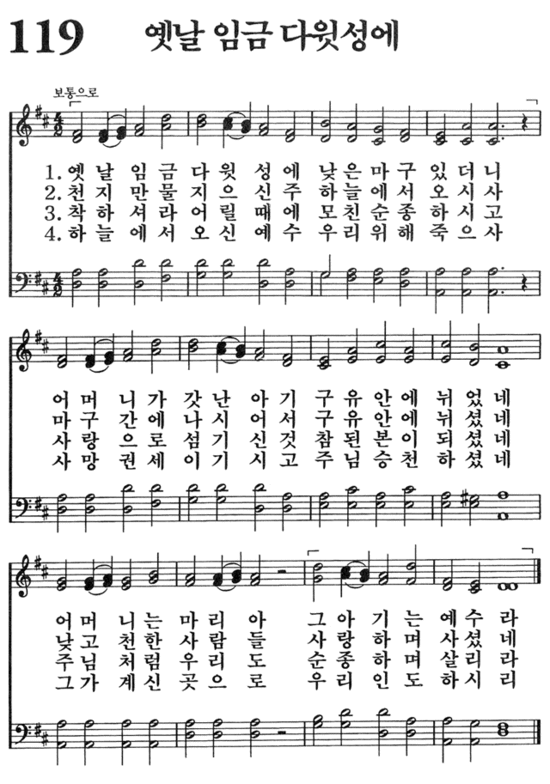 119 옛날 임금 다윗성에
보통으로
1. 옛 날 임 금 다 윗 성 에 낮 은 마 구 있 더 니
2. 천 지 만 물 지 으 신 주 하 늘 에 서 오 시 사
3. 착 하 셔 라 어 릴 때 에 모 친 순 종 하 시 고
4. 하 늘 에 서 오 신 예 수 우 리 위 해 죽 으 사
어 머 니 가 갓 난 아 기 구 유 안 에 뉘 었 네
마 구 간 에 나 시 어 서 구 유 안 에 뉘 셨 네
사 랑 으 로 섬 기 신 것 참 된 본 이 되 셨 네
사 망 권 세 이 기 시 고 주 님 승 천 하 셨 네
어 머 니 는 마 리 아 그 아 기 는 예 수 라
낮 고 천 한 사 람 들 사 랑 하 며 사 셨 네
주 님 처 럼 우 리 도 순 종 하 며 살 리 라
그 가 계 신 곳 으 로 우 리 인 도 하 시 리